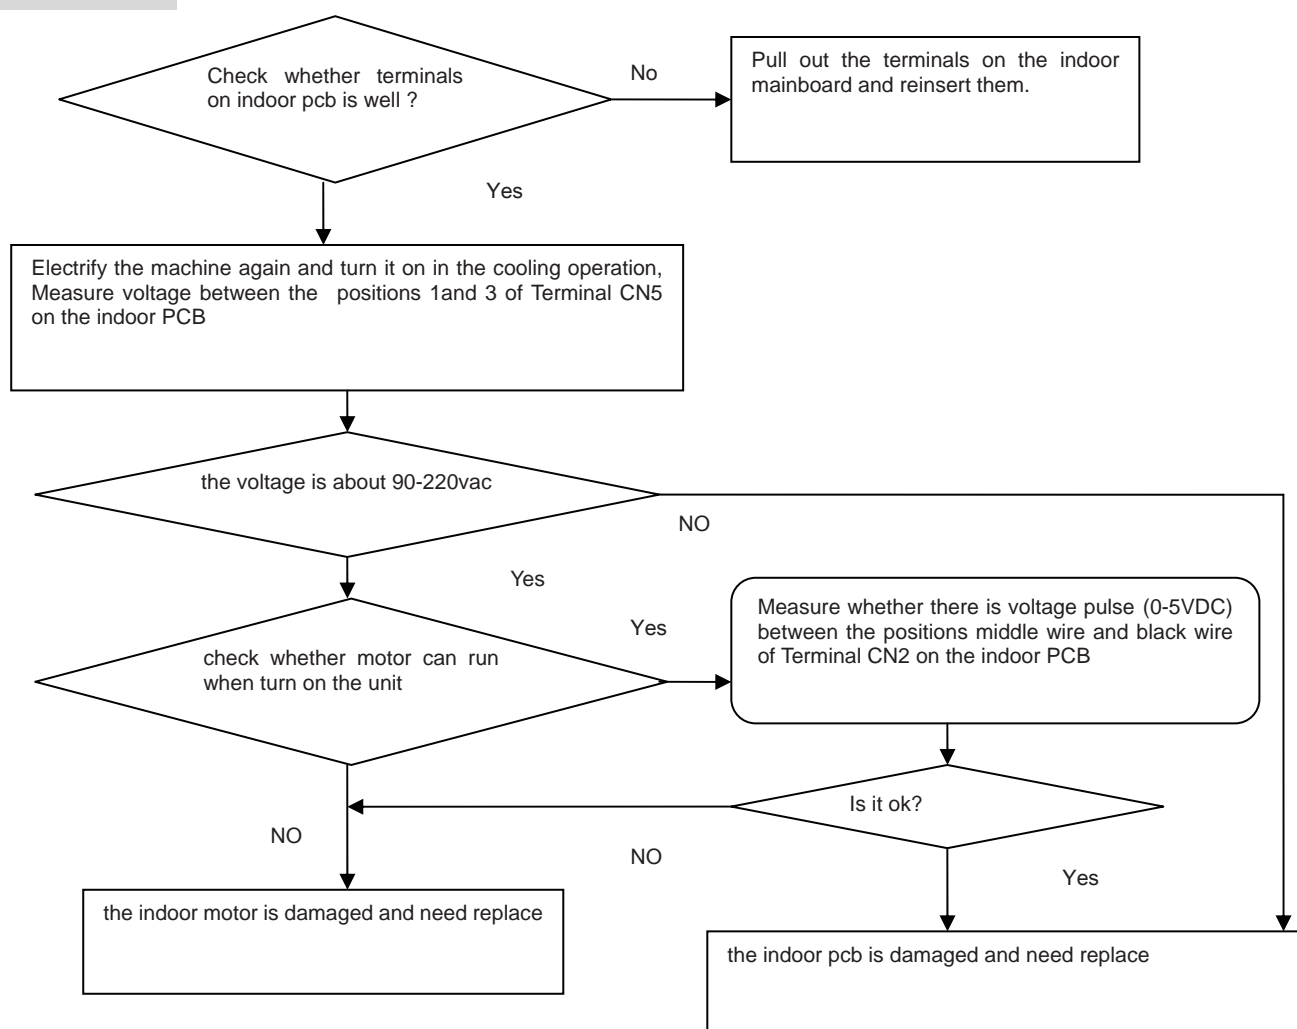 Check whether terminals
on indoor pcb is well ?
No
Pull out the terminals on the indoor
mainboard and reinsert them.
Yes
Electrify the machine again and turn it on in the cooling operation,
Measure voltage between the positions 1and 3 of Terminal CN5
on the indoor PCB
the voltage is about 90-220vac
NO
Yes
check whether motor can run
when turn on the unit
Yes
Measure whether there is voltage pulse (0-5VDC)
between the positions middle wire and black wire
of Terminal CN2 on the indoor PCB
Is it ok?
NO
NO
Yes
the indoor motor is damaged and need replace
the indoor pcb is damaged and need replace